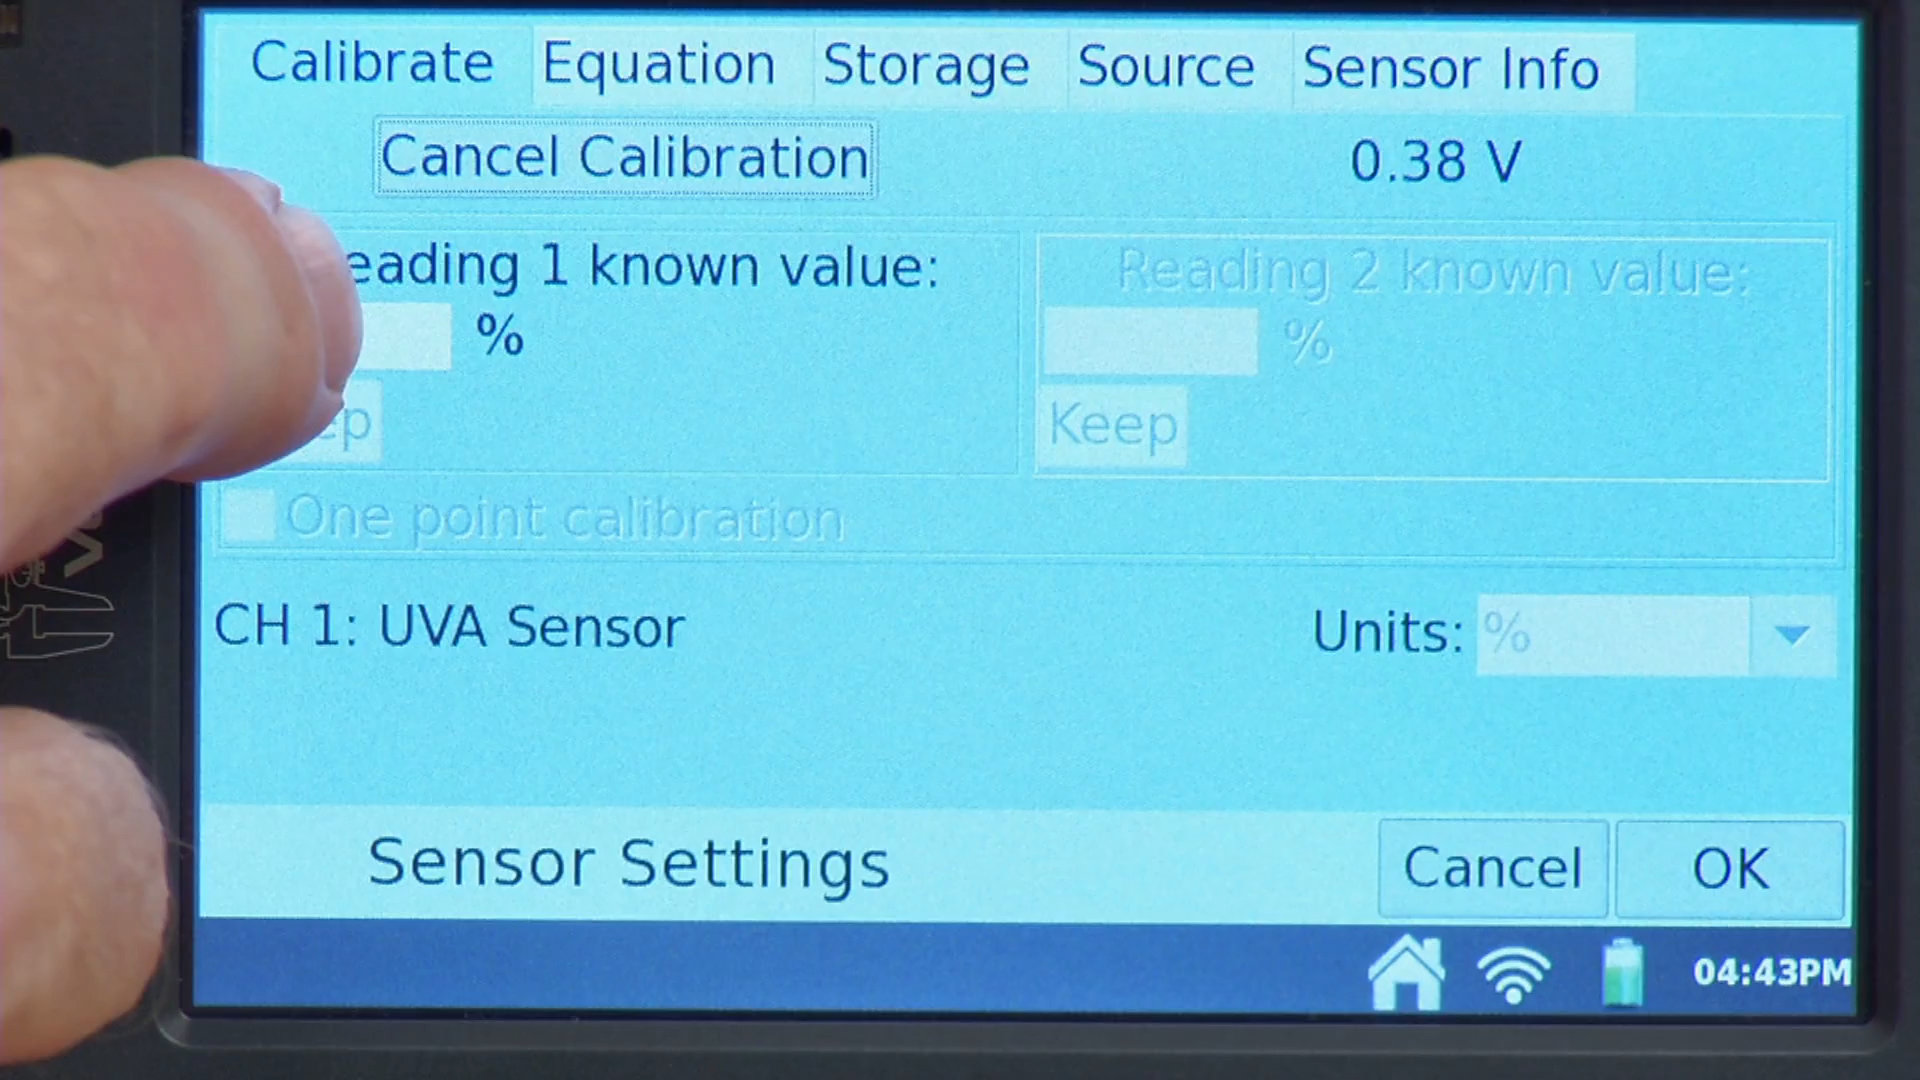 Calibrate Equation Storage Source Sensor Info
Cancel Calibration 0.38 V
eading 1 known value: Reading 2 known value:
% %
ep Keep
One point calibration
CH 1: UVA Sensor Units: %
Sensor Settings Cancel OK
04:43PM